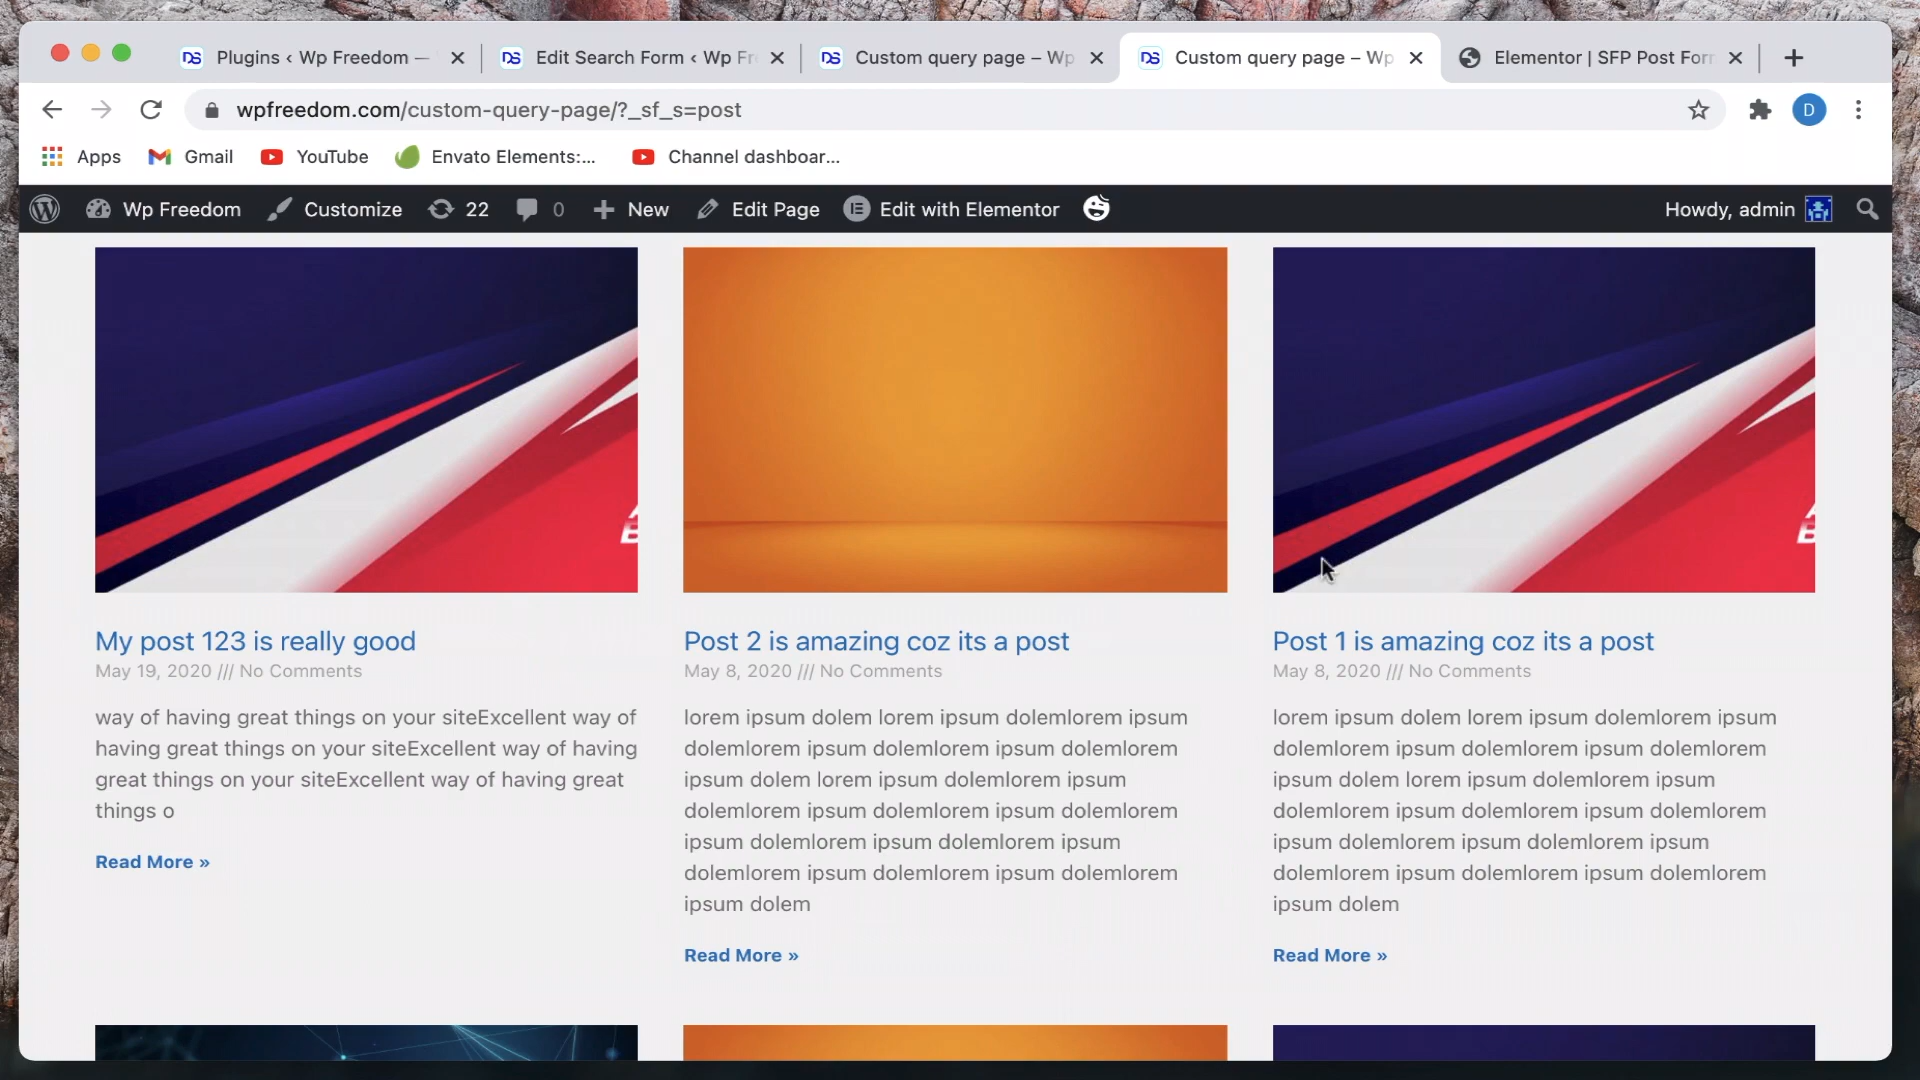 Plugins ‹ Wp Freedom —
Edit Search Form ‹ Wp Fr
Custom query page – Wp
Custom query page – Wp
Elementor | SFP Post Form
wpfreedom.com/custom-query-page/?_sf_s=post
D
Apps
Gmail
YouTube
Envato Elements:...
Channel dashboar...
Wp Freedom
Customize
22
0
New
Edit Page
Edit with Elementor
Howdy, admin
My post 123 is really good
May 19, 2020 /// No Comments
way of having great things on your siteExcellent way of
having great things on your siteExcellent way of having
great things on your siteExcellent way of having great
things o
Read More »
Post 2 is amazing coz its a post
May 8, 2020 /// No Comments
lorem ipsum dolem lorem ipsum dolemlorem ipsum
dolemlorem ipsum dolemlorem ipsum dolemlorem
ipsum dolem lorem ipsum dolemlorem ipsum
dolemlorem ipsum dolemlorem ipsum dolemlorem
ipsum dolemlorem ipsum dolemlorem ipsum
dolemlorem ipsum dolemlorem ipsum dolemlorem
ipsum dolem
Read More »
Post 1 is amazing coz its a post
May 8, 2020 /// No Comments
lorem ipsum dolem lorem ipsum dolemlorem ipsum
dolemlorem ipsum dolemlorem ipsum dolemlorem
ipsum dolem lorem ipsum dolemlorem ipsum
dolemlorem ipsum dolemlorem ipsum dolemlorem
ipsum dolemlorem ipsum dolemlorem ipsum
dolemlorem ipsum dolemlorem ipsum dolemlorem
ipsum dolem
Read More »